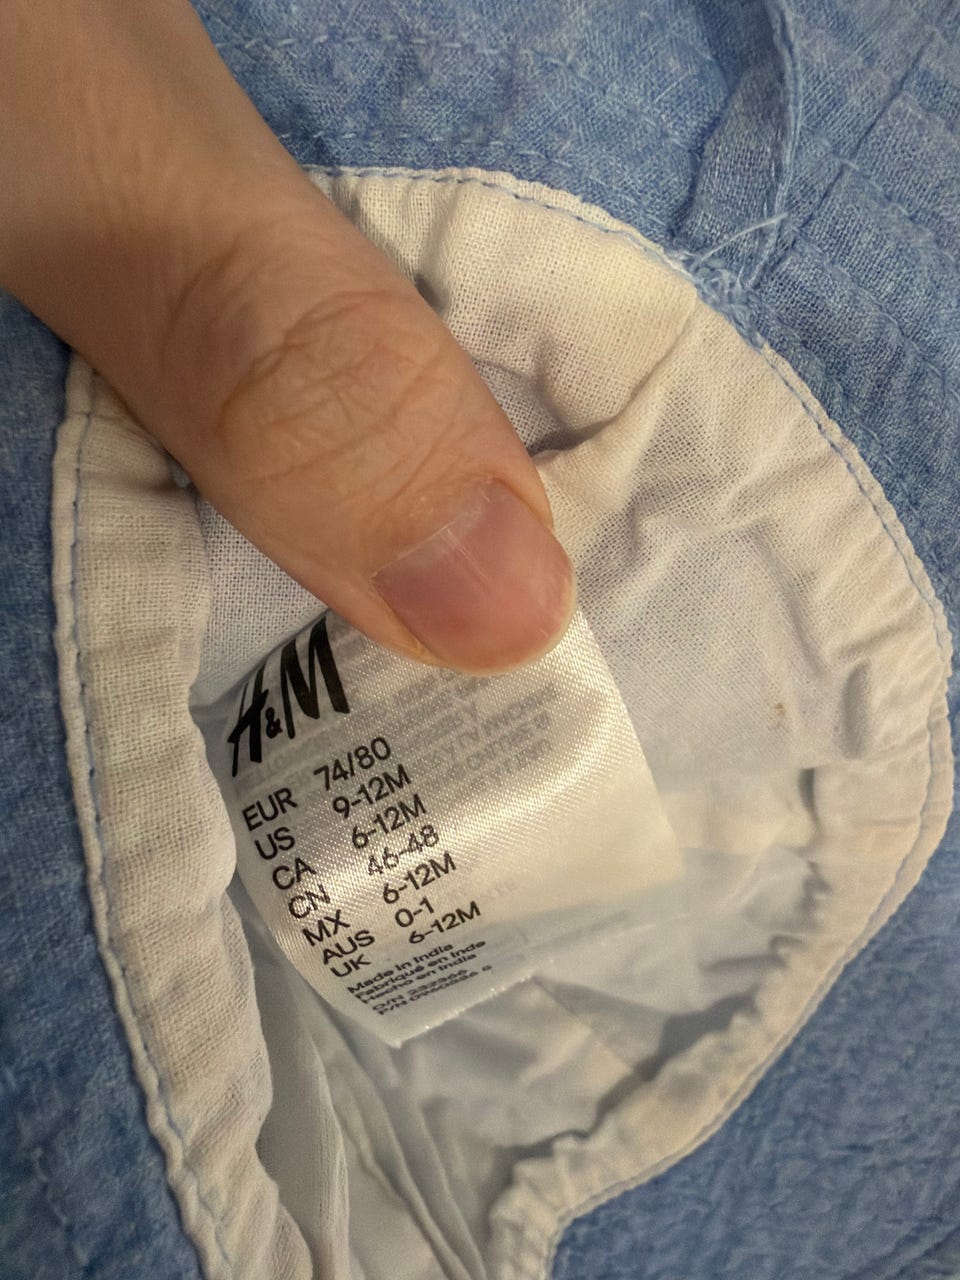 H&M
EUR 74/80
US 9-12M
CA 6-12M
CN 46-48
MX 6-12M
AUS 0-1
UK 6-12M
Made in India
Fabriqué en Inde
Hecho en India
O/N
P/N